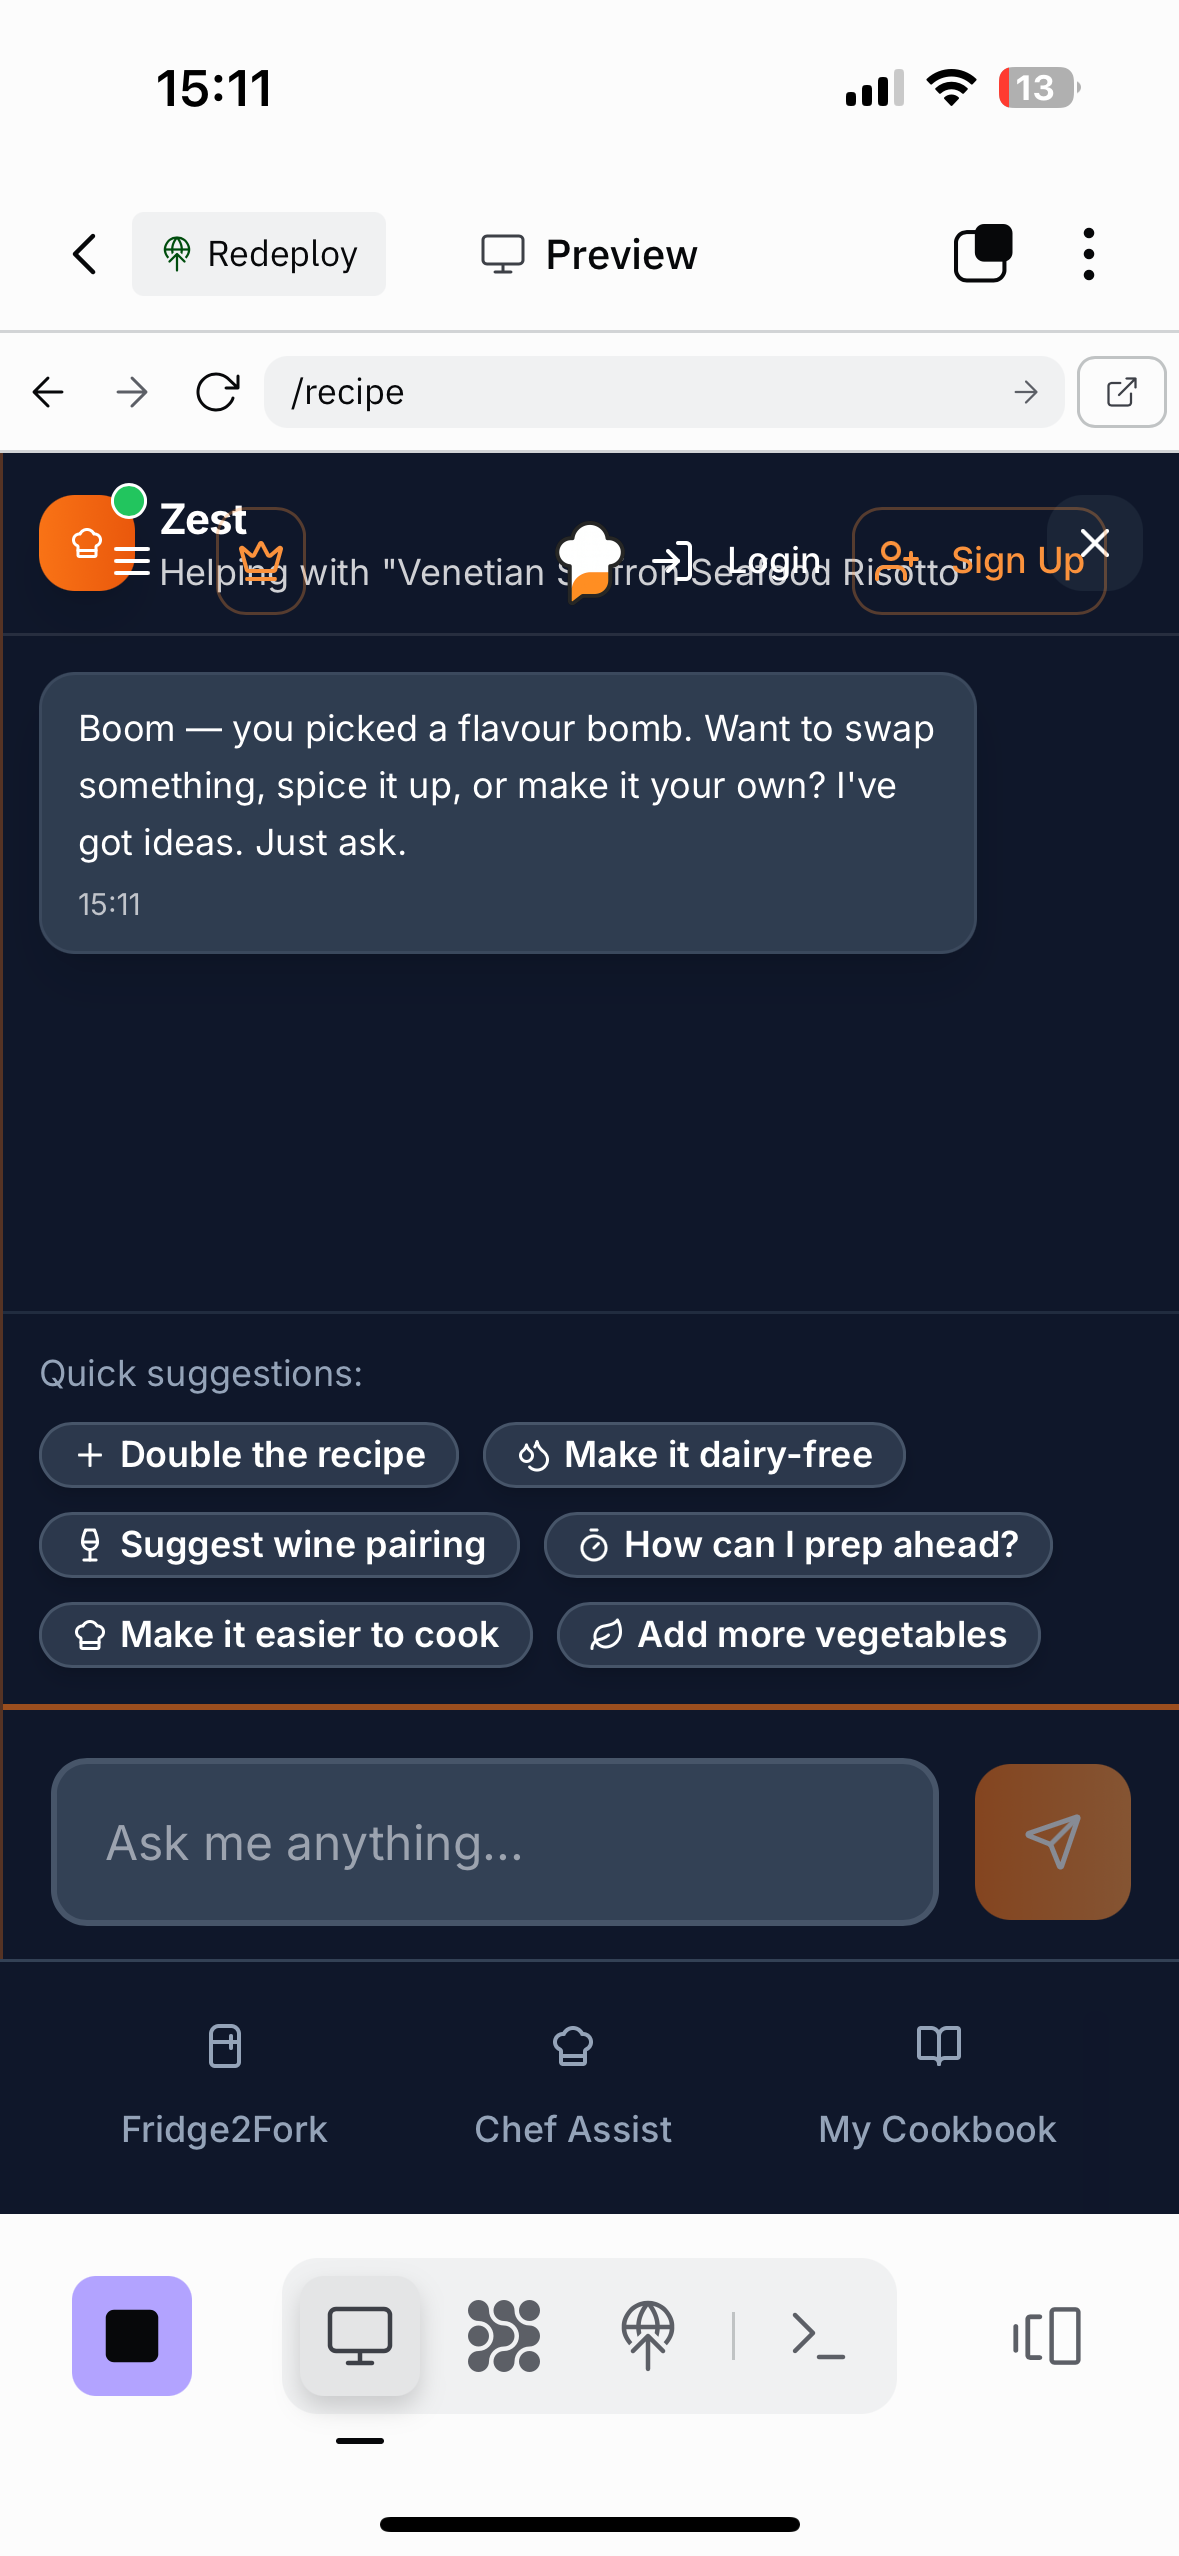 15:11
13
Redeploy
Preview
/recipe
Zest
Login
Sign Up
Helping with "Venetian Saffron Seafood Risotto"
Boom — you picked a flavour bomb. Want to swap
something, spice it up, or make it your own? I've
got ideas. Just ask.
15:11
Quick suggestions:
Double the recipe
Make it dairy-free
Suggest wine pairing
How can I prep ahead?
Make it easier to cook
Add more vegetables
Ask me anything...
Fridge2Fork
Chef Assist
My Cookbook